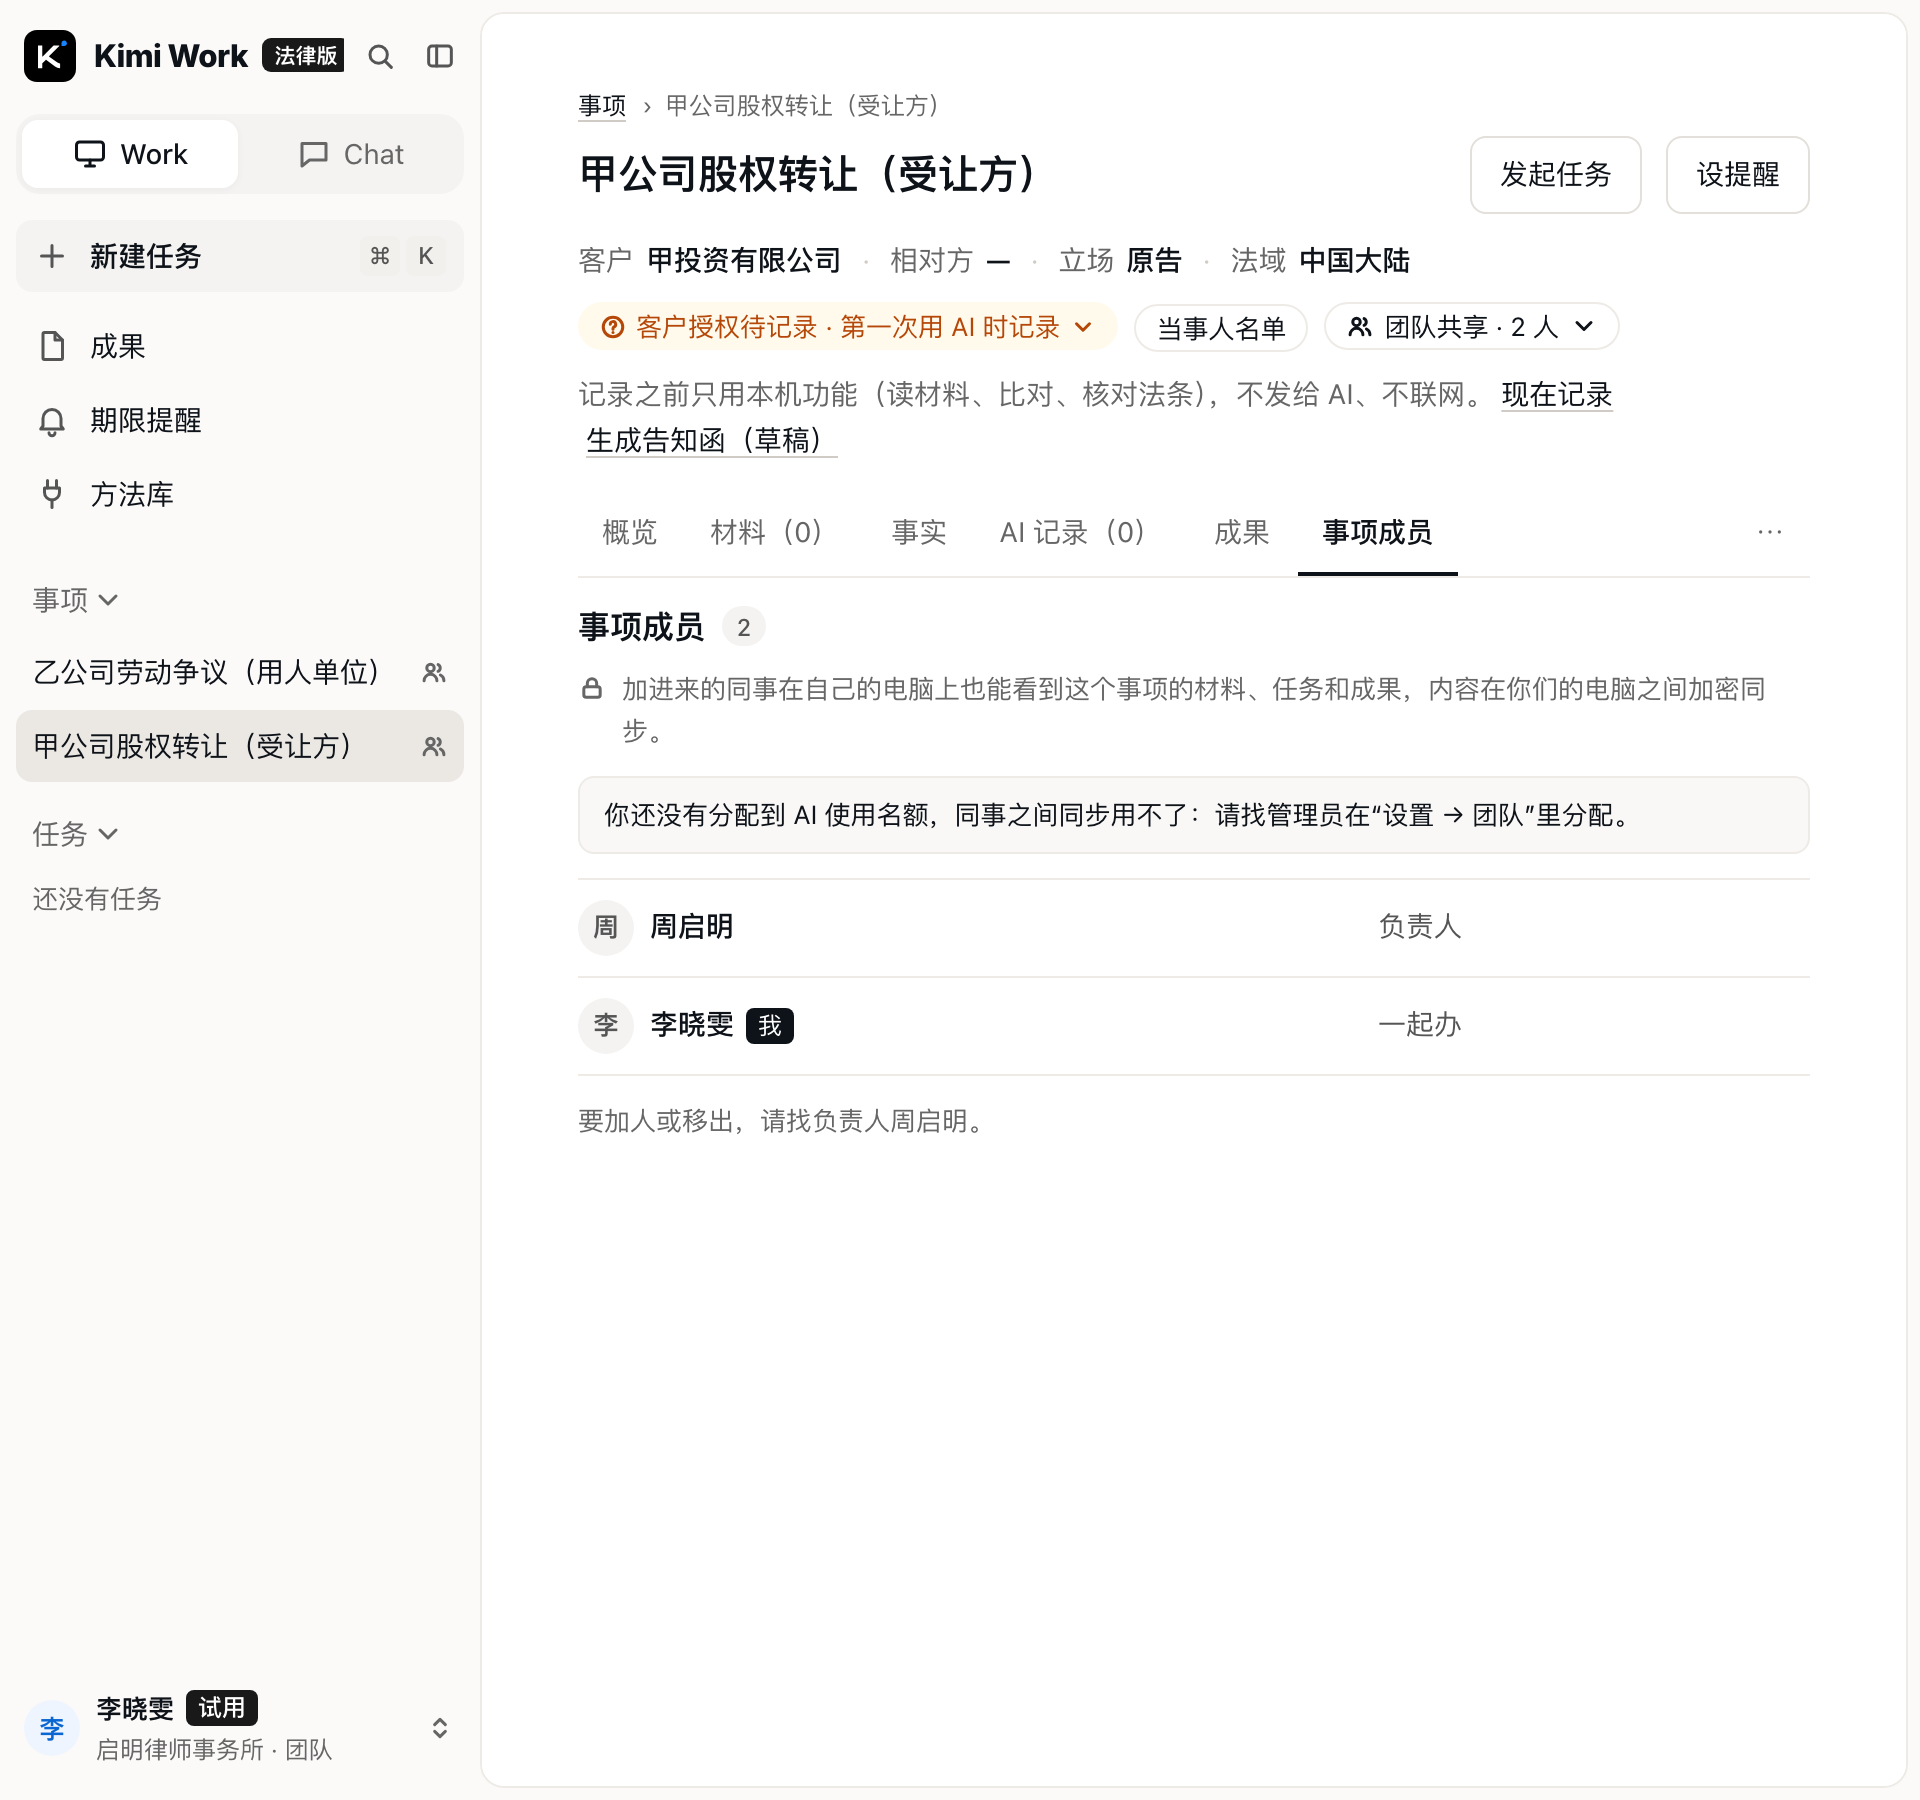 Kimi Work 法律版
Work
Chat
新建任务 ⌘ K
成果
期限提醒
方法库
事项
乙公司劳动争议（用人单位）
甲公司股权转让（受让方）
任务
还没有任务
李晓雯 试用
启明律师事务所 · 团队
李
事项 › 甲公司股权转让（受让方）
甲公司股权转让（受让方）
发起任务
设提醒
客户 甲投资有限公司 · 相对方 — · 立场 原告 · 法域 中国大陆
客户授权待记录 · 第一次用 AI 时记录
当事人名单
团队共享 · 2 人
记录之前只用本机功能（读材料、比对、核对法条），不发给 AI、不联网。 现在记录
生成告知函（草稿）
概览 材料（0） 事实 AI 记录（0） 成果 事项成员 ···
事项成员 2
加进来的同事在自己的电脑上也能看到这个事项的材料、任务和成果，内容在你们的电脑之间加密同
步。
你还没有分配到 AI 使用名额，同事之间同步用不了：请找管理员在“设置 → 团队”里分配。
周 周启明 负责人
李 李晓雯 我 一起办
要加人或移出，请找负责人周启明。